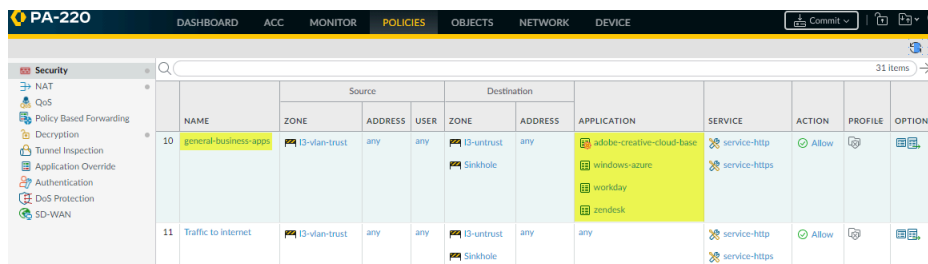 PA-220 DASHBOARD ACC MONITOR POLICIES OBJECTS NETWORK DEVICE Commit
31 items
Security
NAT
QoS
Policy Based Forwarding
Decryption
Tunnel Inspection
Application Override
Authentication
DoS Protection
SD-WAN
Source Destination
NAME ZONE ADDRESS USER ZONE ADDRESS APPLICATION SERVICE ACTION PROFILE OPTION
10 general-business-apps l3-vlan-trust any any l3-untrust any adobe-creative-cloud-base service-http Allow
Sinkhole windows-azure service-https
workday
zendesk
11 Traffic to internet l3-vlan-trust any any l3-untrust any any service-http Allow
Sinkhole service-https